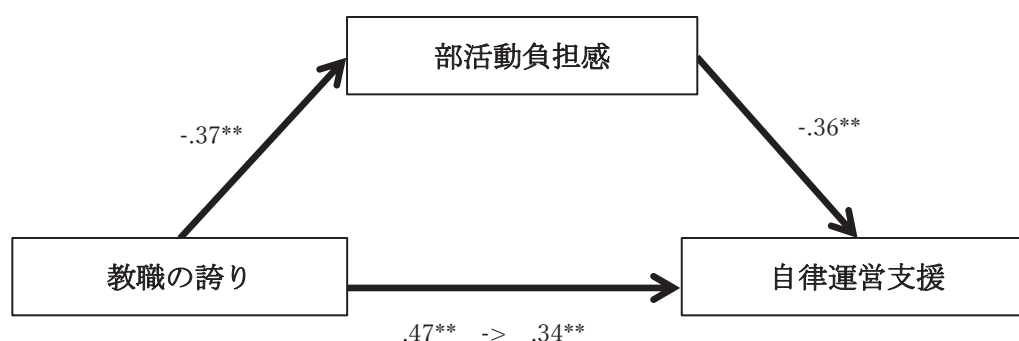 部活動負担感
-.37**
-.36**
教職の誇り
自律運営支援
.47** -> .34**